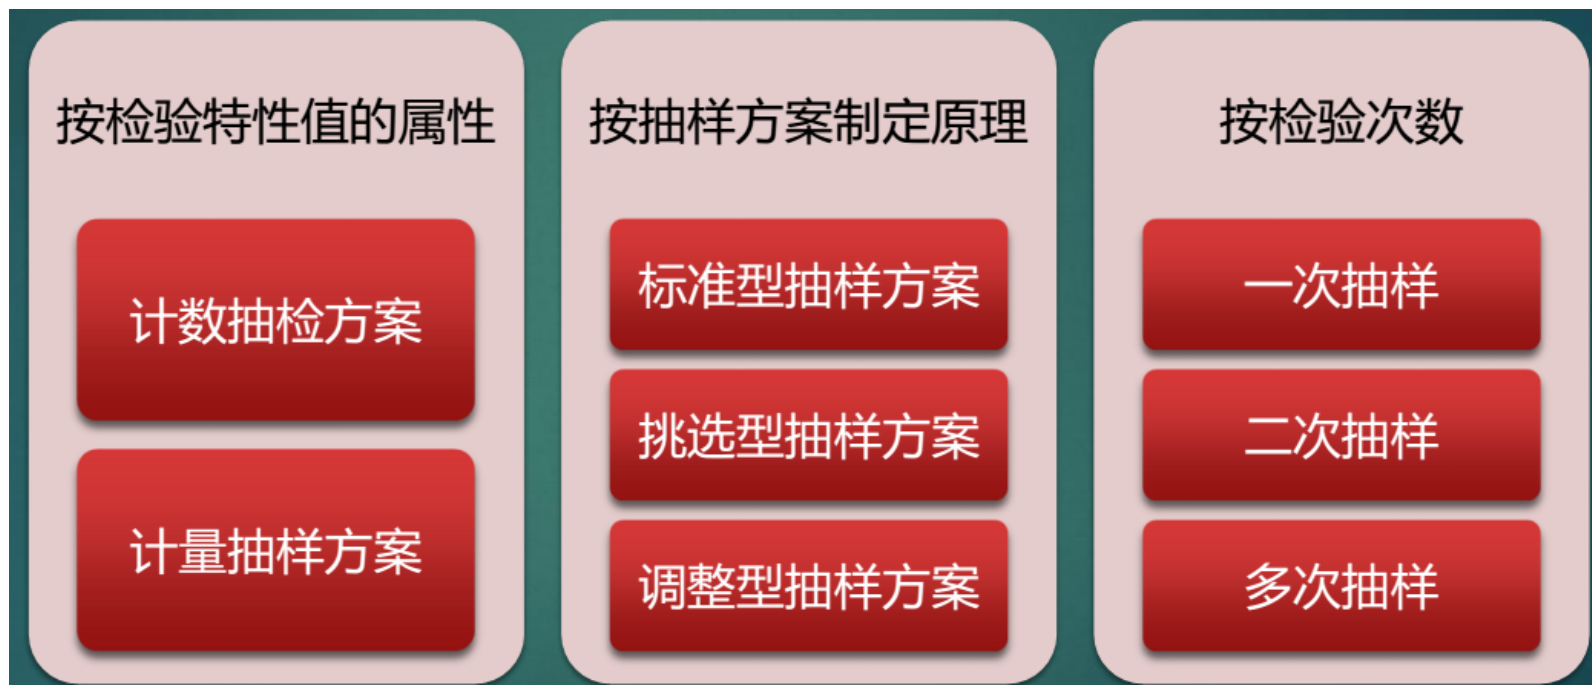 按检验特性值的属性
计数抽检方案
计量抽样方案
按抽样方案制定原理
标准型抽样方案
挑选型抽样方案
调整型抽样方案
按检验次数
一次抽样
二次抽样
多次抽样